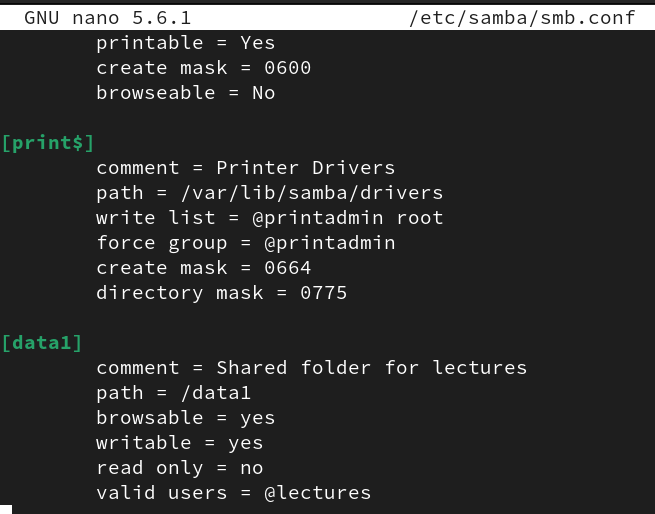 GNU nano 5.6.1 /etc/samba/smb.conf
printable = Yes
create mask = 0600
browseable = No
[print$]
comment = Printer Drivers
path = /var/lib/samba/drivers
write list = @printadmin root
force group = @printadmin
create mask = 0664
directory mask = 0775
[data1]
comment = Shared folder for lectures
path = /data1
browsable = yes
writable = yes
read only = no
valid users = @lectures